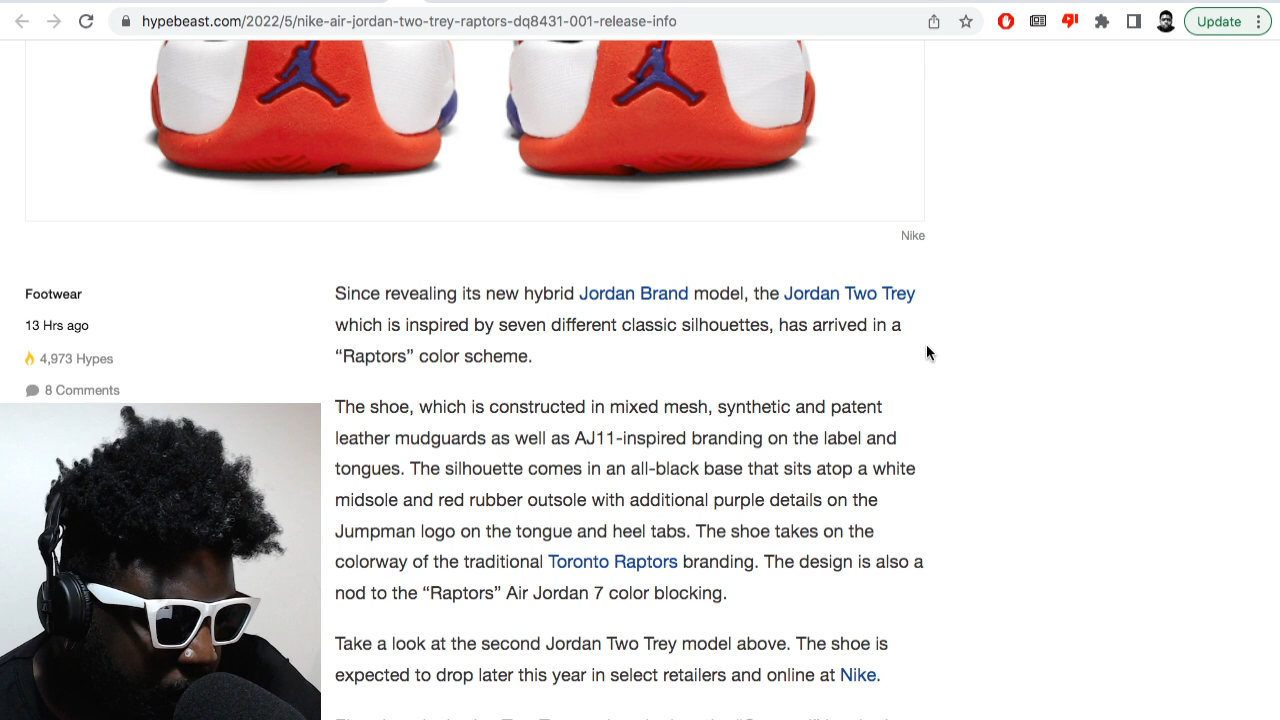 hypebeast.com/2022/5/nike-air-jordan-two-trey-raptors-dq8431-001-release-info
Update
Nike
Footwear
13 Hrs ago
4,973 Hypes
8 Comments
Since revealing its new hybrid Jordan Brand model, the Jordan Two Trey
which is inspired by seven different classic silhouettes, has arrived in a
“Raptors” color scheme.
The shoe, which is constructed in mixed mesh, synthetic and patent
leather mudguards as well as AJ11-inspired branding on the label and
tongues. The silhouette comes in an all-black base that sits atop a white
midsole and red rubber outsole with additional purple details on the
Jumpman logo on the tongue and heel tabs. The shoe takes on the
colorway of the traditional Toronto Raptors branding. The design is also a
nod to the “Raptors” Air Jordan 7 color blocking.
Take a look at the second Jordan Two Trey model above. The shoe is
expected to drop later this year in select retailers and online at Nike.